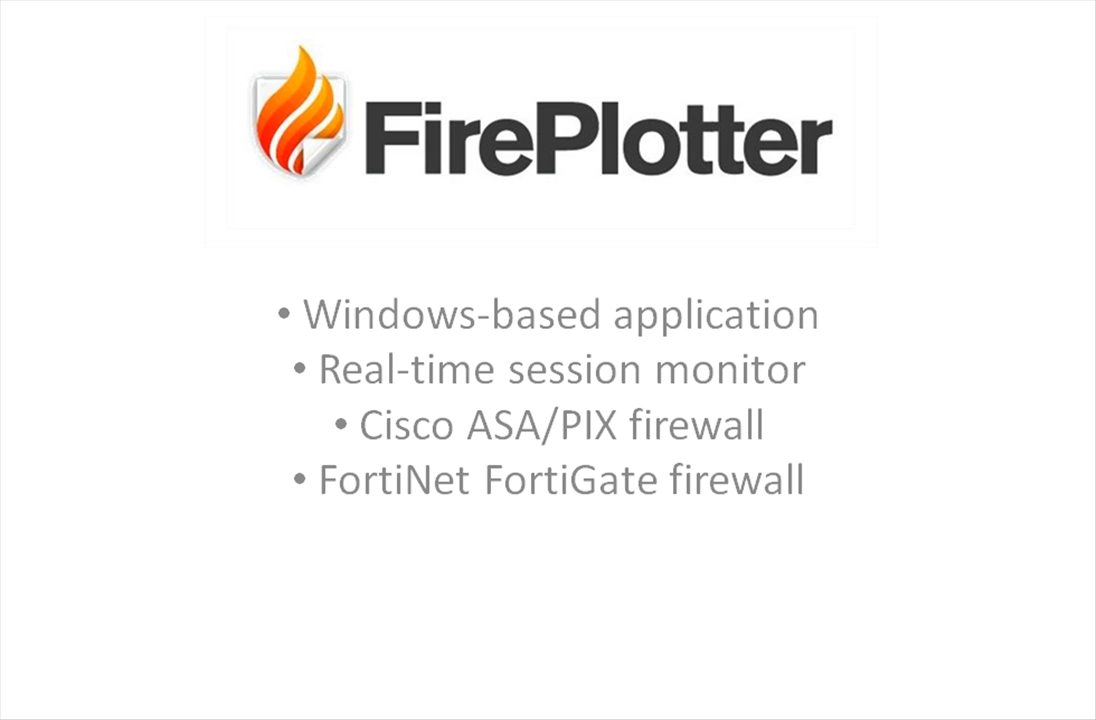 FirePlotter
• Windows-based application
• Real-time session monitor
• Cisco ASA/PIX firewall
• FortiNet FortiGate firewall